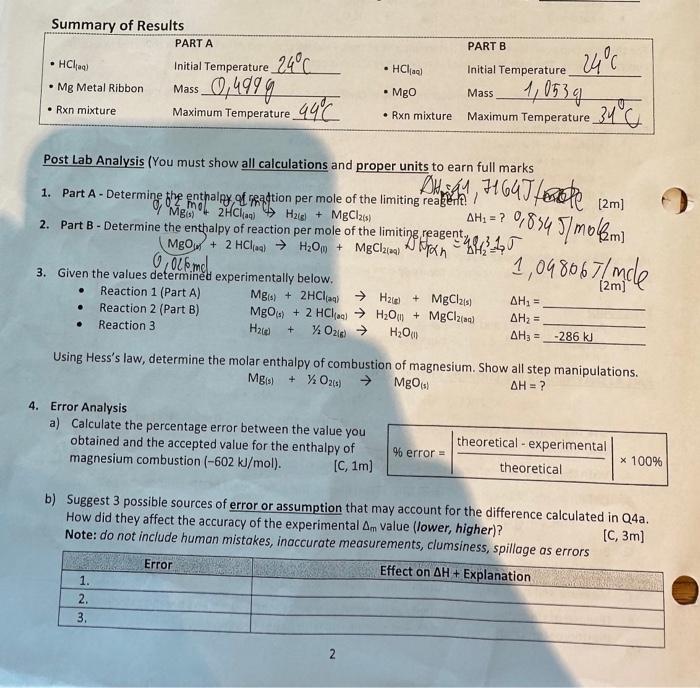 Summary of Results
PART A
PART B
• HCl(aq) Initial Temperature 24°C • HCl(aq) Initial Temperature 24°C
• Mg Metal Ribbon Mass 0,499g • MgO Mass 1,053g
• Rxn mixture Maximum Temperature 44°C • Rxn mixture Maximum Temperature 34°C
Post Lab Analysis (You must show all calculations and proper units to earn full marks
1. Part A - Determine the enthalpy of reaction per mole of the limiting reagent. [2m]
Mg(s) + 2HCl(aq) → H2(g) + MgCl2(s) ΔH1 = ? 0,834 J/mole
2. Part B - Determine the enthalpy of reaction per mole of the limiting reagent. [2m]
MgO(s) + 2 HCl(aq) → H2O(l) + MgCl2(aq) ΔH2 = ?
1,04806 J/mole
[2m]
3. Given the values determined experimentally below.
• Reaction 1 (Part A) Mg(s) + 2HCl(aq) → H2(g) + MgCl2(s) ΔH1 =
• Reaction 2 (Part B) MgO(s) + 2 HCl(aq) → H2O(l) + MgCl2(aq) ΔH2 =
• Reaction 3 H2(g) + ½ O2(g) → H2O(l) ΔH3 = -286 kJ
Using Hess's law, determine the molar enthalpy of combustion of magnesium. Show all step manipulations.
Mg(s) + ½ O2(s) → MgO(s) ΔH = ?
4. Error Analysis
a) Calculate the percentage error between the value you
obtained and the accepted value for the enthalpy of
magnesium combustion (−602 kJ/mol). [C, 1m]
% error = theoretical - experimental
theoretical
× 100%
b) Suggest 3 possible sources of error or assumption that may account for the difference calculated in Q4a.
How did they affect the accuracy of the experimental Δm value (lower, higher)? [C, 3m]
Note: do not include human mistakes, inaccurate measurements, clumsiness, spillage as errors
Error Effect on ΔH + Explanation
1.
2.
3.
2